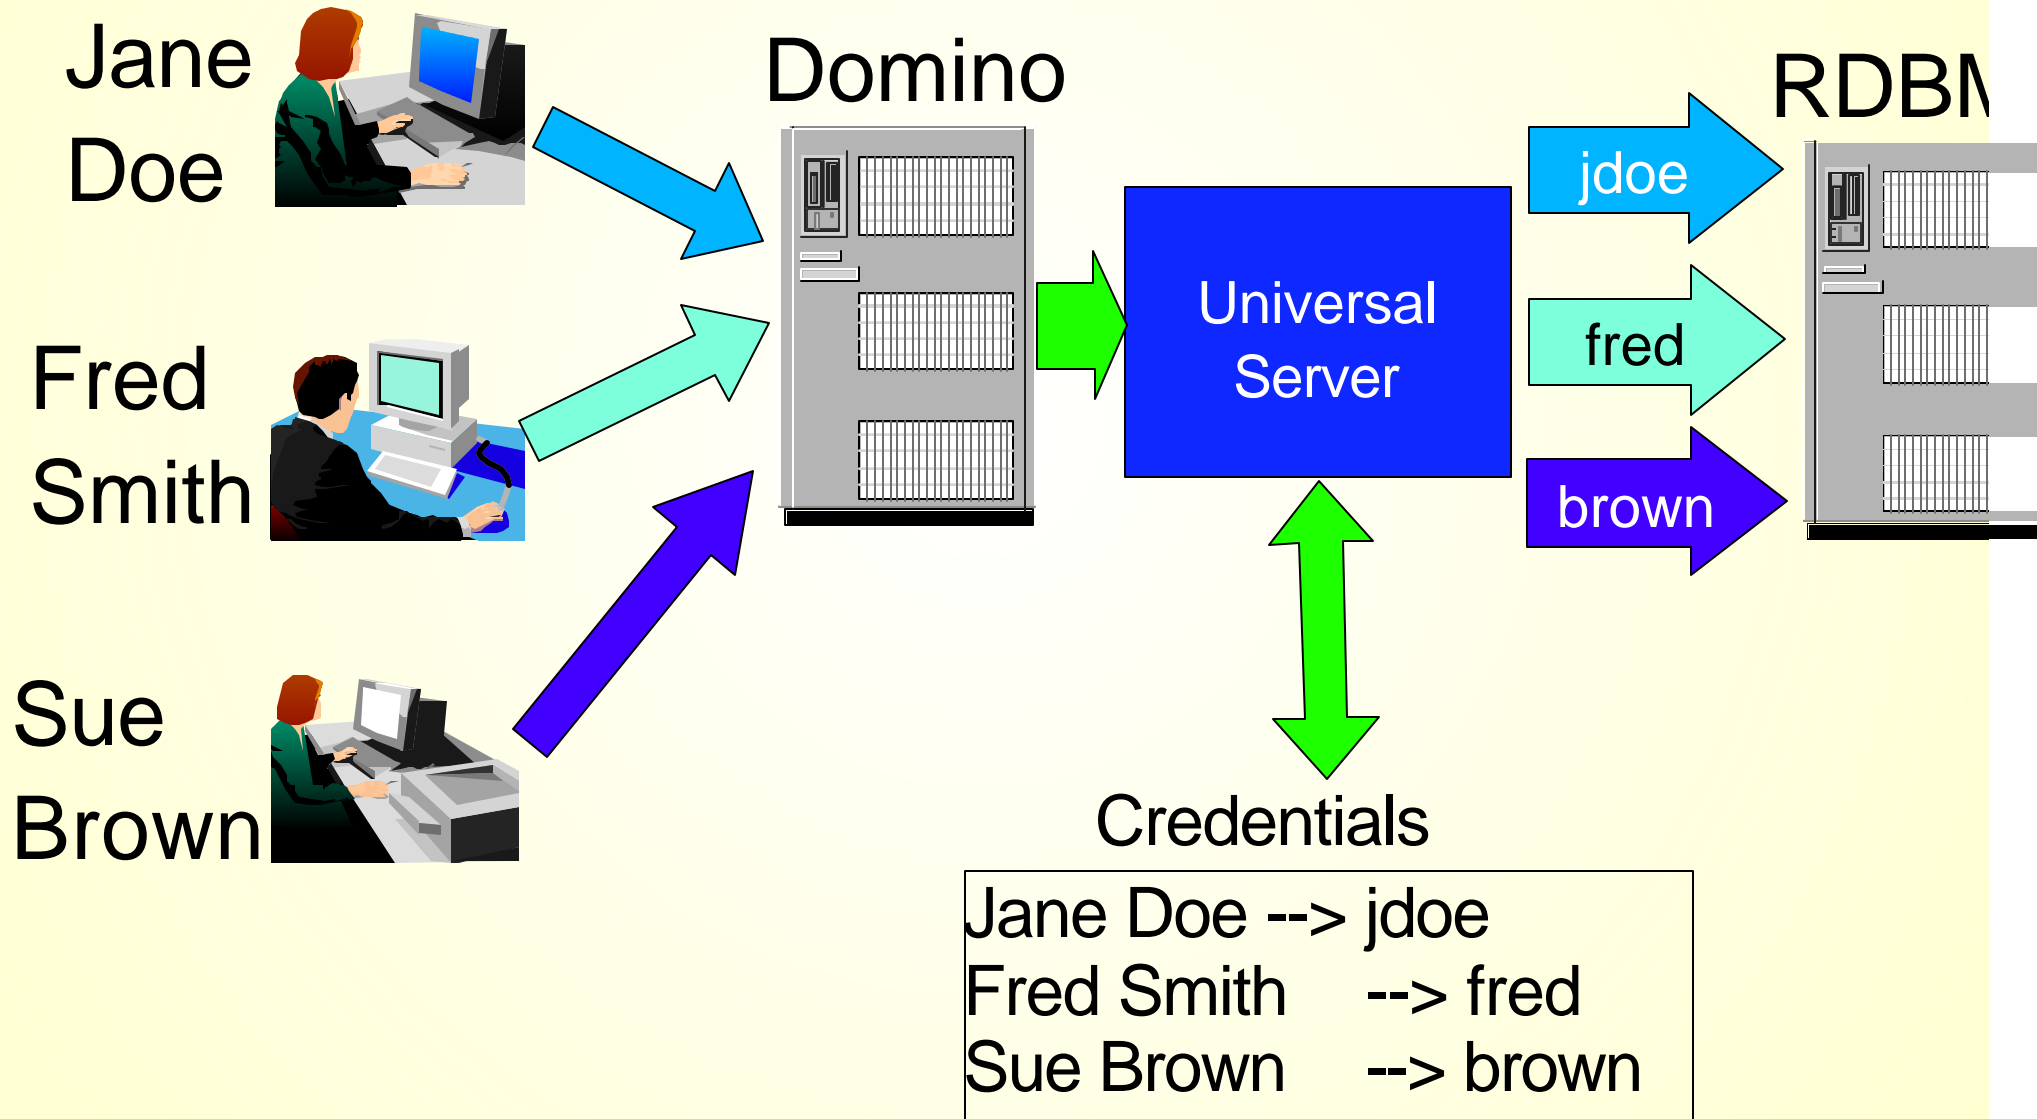 Jane
Doe
Domino
RDBM
jdoe
Universal
Server
fred
brown
Fred
Smith
Sue
Brown
Credentials
Jane Doe --> jdoe
Fred Smith --> fred
Sue Brown --> brown